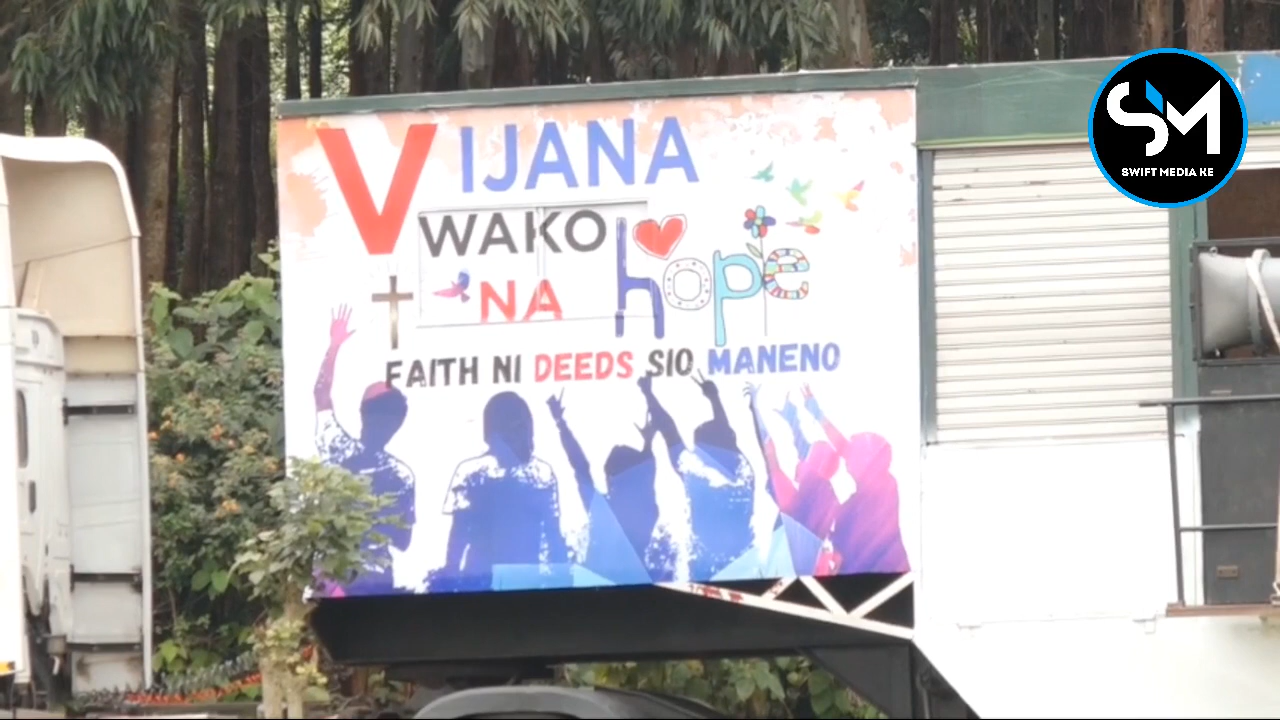 VIJANA
WAKO
NA hope
FAITH NI DEEDS SIO MANENO
SM
SWIFT MEDIA KE